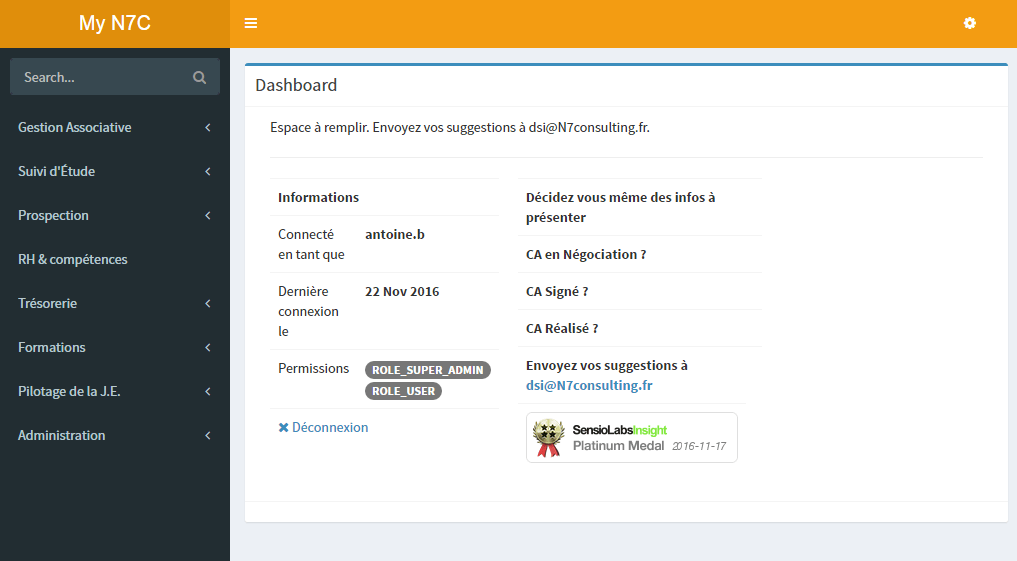 My N7C
Search...
Gestion Associative
Suivi d'Étude
Prospection
RH & compétences
Trésorerie
Formations
Pilotage de la J.E.
Administration
Dashboard
Espace à remplir. Envoyez vos suggestions à dsi@N7consulting.fr.
Informations
Connecté
en tant que
antoine.b
Dernière
connexion
le
22 Nov 2016
Permissions
ROLE_SUPER_ADMIN
ROLE_USER
Déconnexion
Décidez vous même des infos à
présenter
CA en Négociation ?
CA Signé ?
CA Réalisé ?
Envoyez vos suggestions à
dsi@N7consulting.fr
SensioLabsInsight
Platinum Medal 2016-11-17